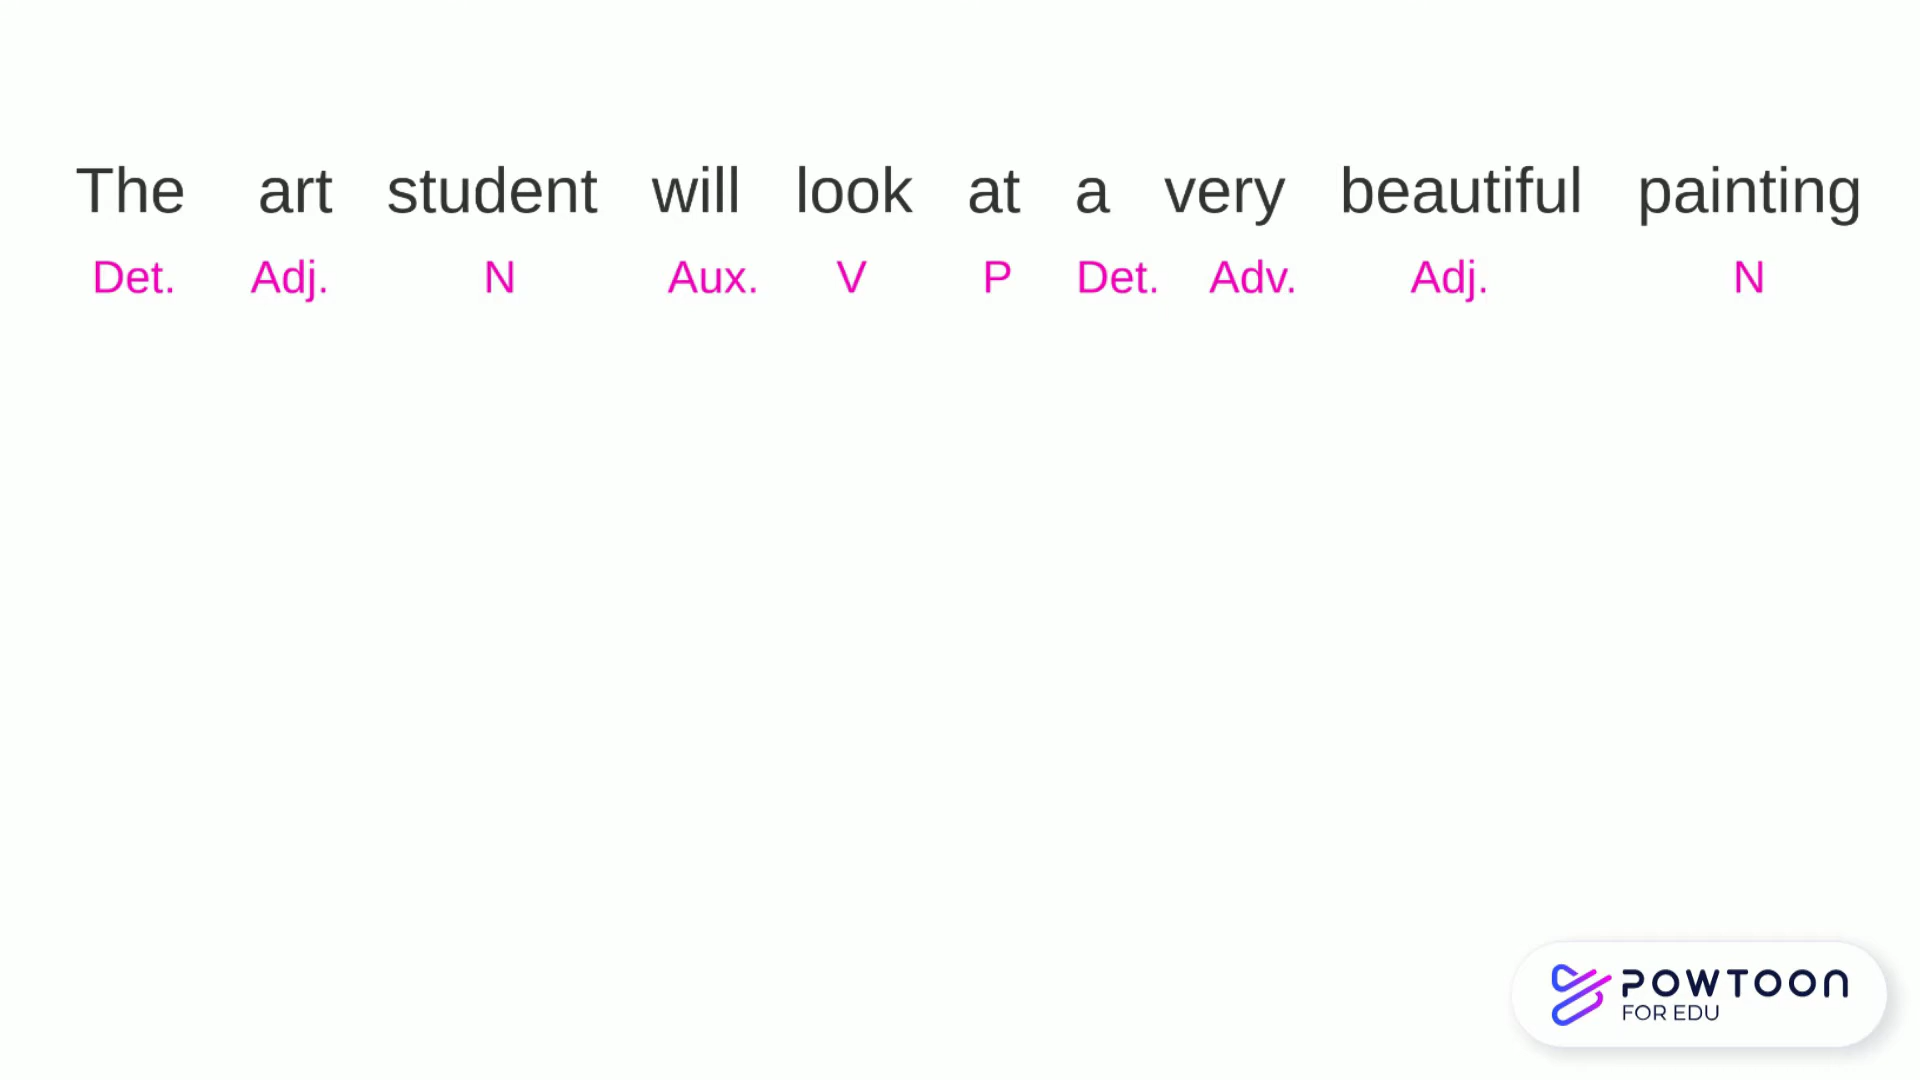 The art student will look at a very beautiful painting
Det. Adj. N Aux. V P Det. Adv. Adj. N
POWTOON
FOR EDU